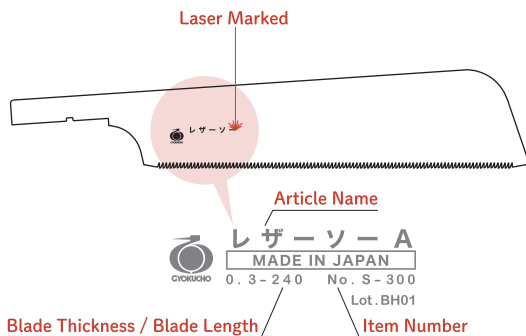 Laser Marked
レザーソ
GYOKUCHO
Article Name
レザーソー A
GYOKUCHO
MADE IN JAPAN
0.3-240 No. S-300
Lot.BH01
Blade Thickness / Blade Length
Item Number